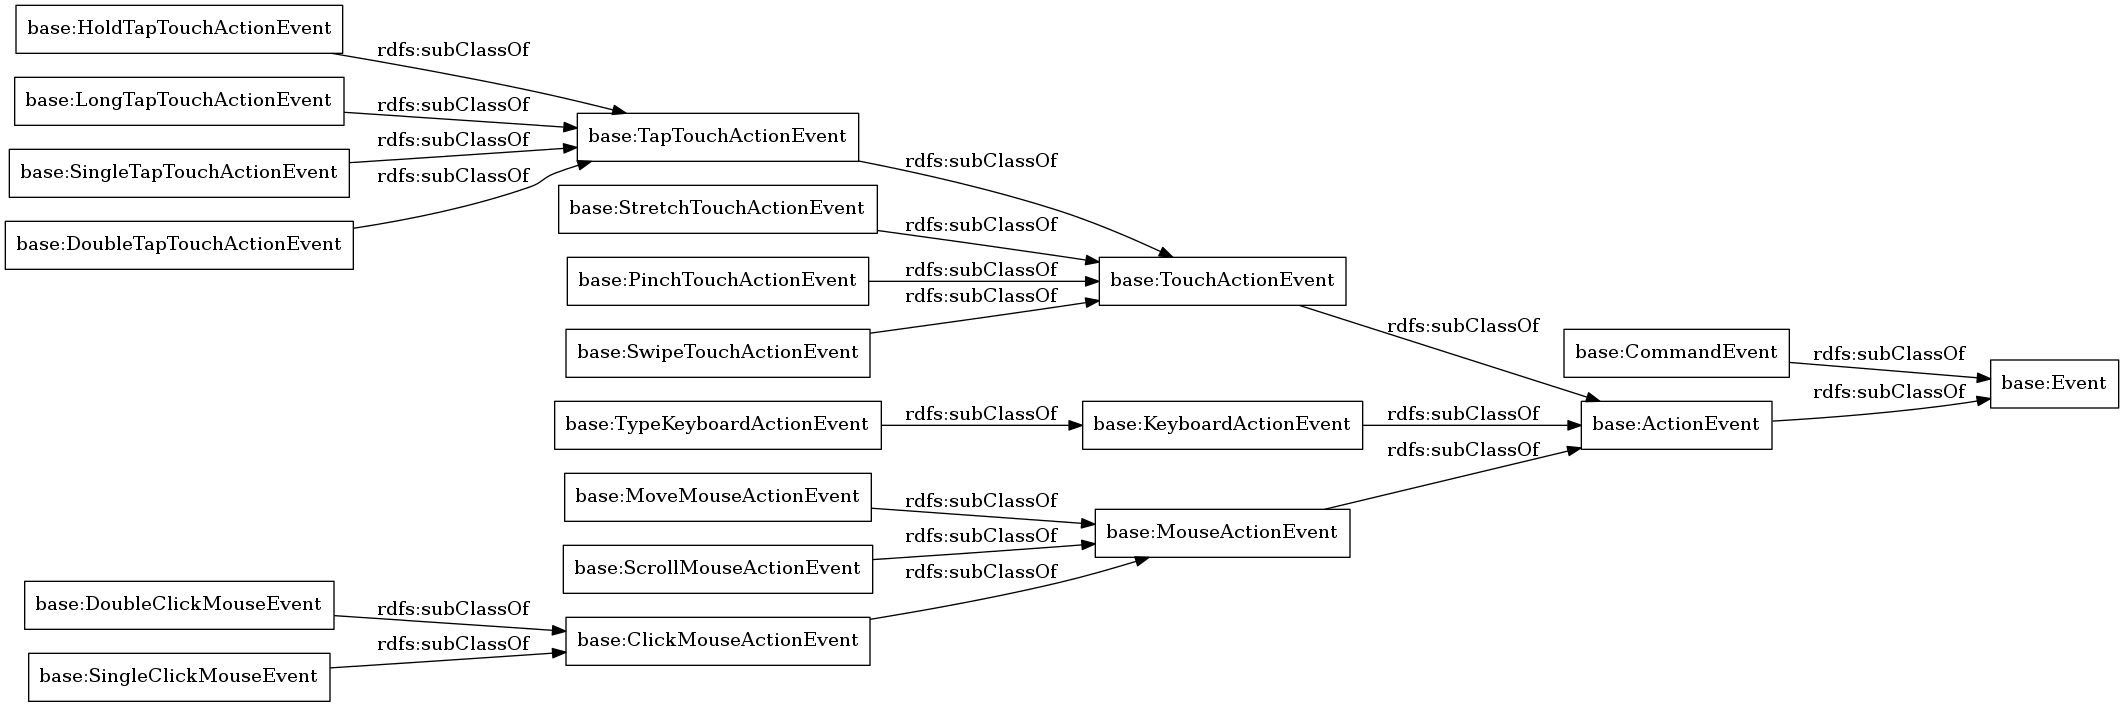 base:HoldTapTouchActionEvent
rdfs:subClassOf
base:LongTapTouchActionEvent
rdfs:subClassOf
base:TapTouchActionEvent
rdfs:subClassOf
base:SingleTapTouchActionEvent
rdfs:subClassOf
rdfs:subClassOf
base:StretchTouchActionEvent
rdfs:subClassOf
base:DoubleTapTouchActionEvent
base:PinchTouchActionEvent
rdfs:subClassOf
base:TouchActionEvent
rdfs:subClassOf
rdfs:subClassOf
base:SwipeTouchActionEvent
base:CommandEvent
rdfs:subClassOf
base:Event
rdfs:subClassOf
base:TypeKeyboardActionEvent
rdfs:subClassOf
base:KeyboardActionEvent
rdfs:subClassOf
base:ActionEvent
rdfs:subClassOf
base:MoveMouseActionEvent
rdfs:subClassOf
base:MouseActionEvent
rdfs:subClassOf
base:ScrollMouseActionEvent
rdfs:subClassOf
base:DoubleClickMouseEvent
rdfs:subClassOf
base:ClickMouseActionEvent
rdfs:subClassOf
base:SingleClickMouseEvent